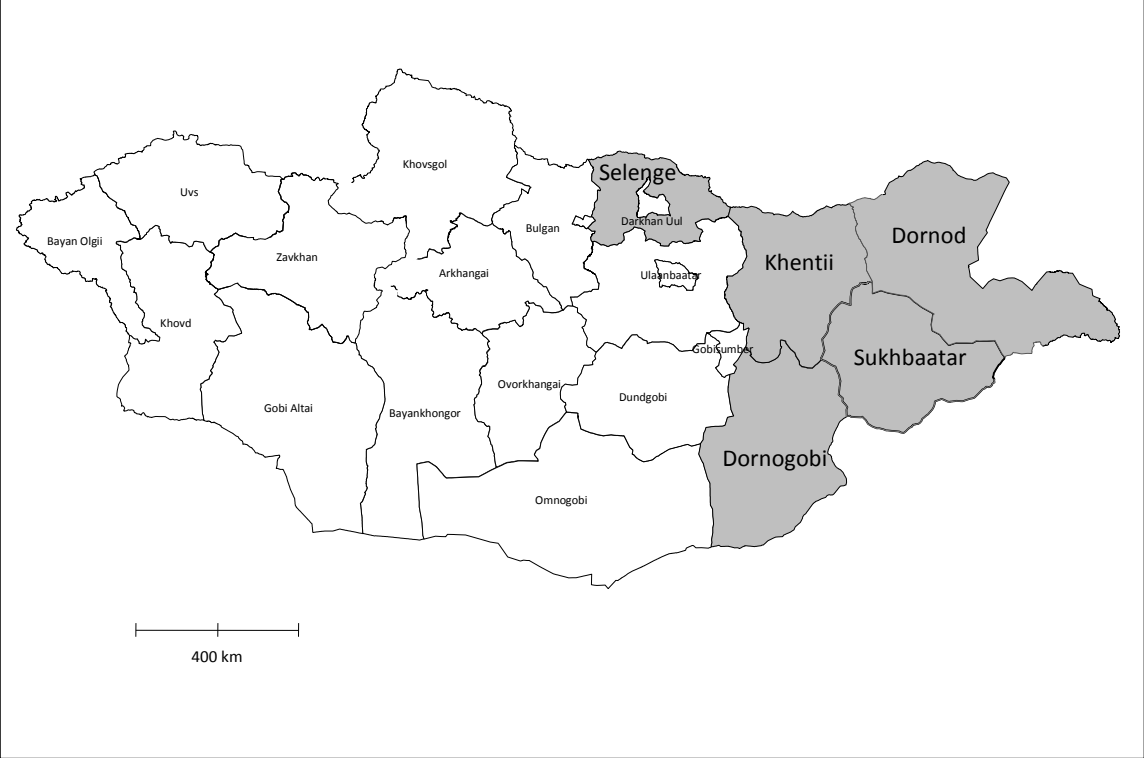 Khovsgol
Selenge
Uvs
Darkhan Uul
Bulgan
Dornod
Bayan Olgii
Zavkhan
Khentii
Arkhangai
Ulaanbaatar
Khovd
Gobisumber
Sukhbaatar
Ovorkhangai
Dundgobi
Gobi Altai
Bayankhongor
Dornogobi
Omnogobi
400 km